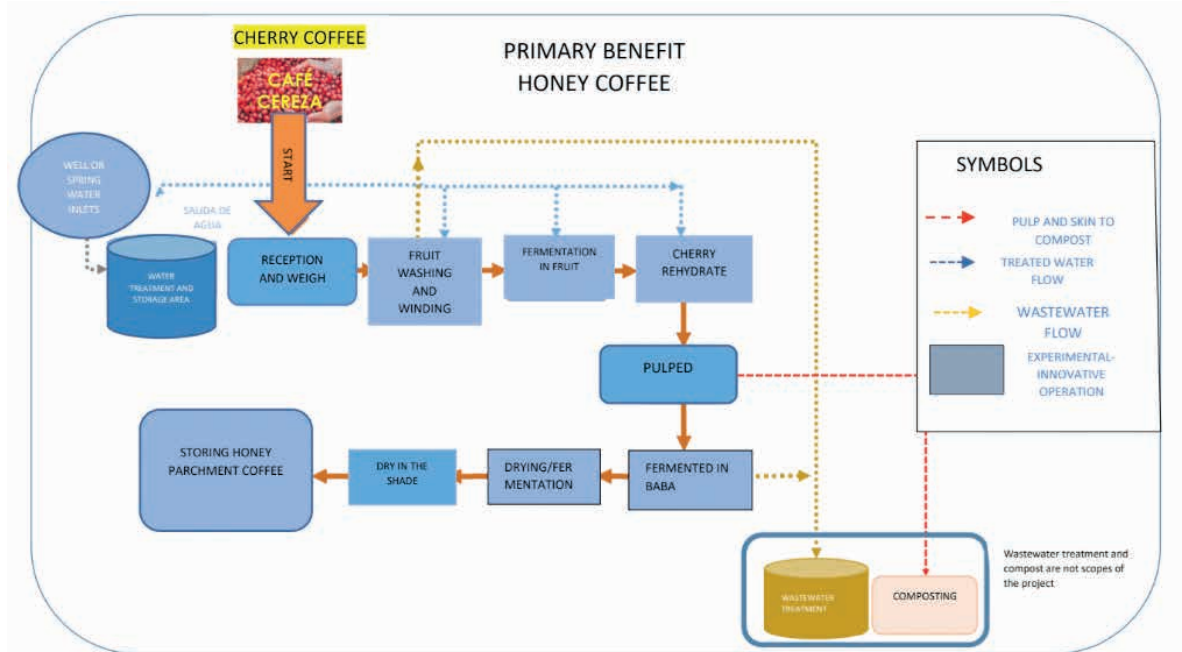 CHERRY COFFEE
CAFÉ
CEREZA
PRIMARY BENEFIT
HONEY COFFEE
START
WELL OR
SPRING
WATER
INLETS
SALIDA DE
AGUA
WATER
TREATMENT AND
STORAGE AREA
RECEPTION
AND WEIGH
FRUIT
WASHING
AND
WINDING
FERMENTATION
IN FRUIT
CHERRY
REHYDRATE
PULPED
STORING HONEY
PARCHMENT COFFEE
DRY IN THE
SHADE
DRYING/FER
MENTATION
FERMENTED IN
BABA
SYMBOLS
PULP AND SKIN TO
COMPOST
TREATED WATER
FLOW
WASTEWATER
FLOW
EXPERIMENTAL-
INNOVATIVE
OPERATION
WASTEWATER
TREATMENT
COMPOSTING
Wastewater treatment and
compost are not scopes of
the project